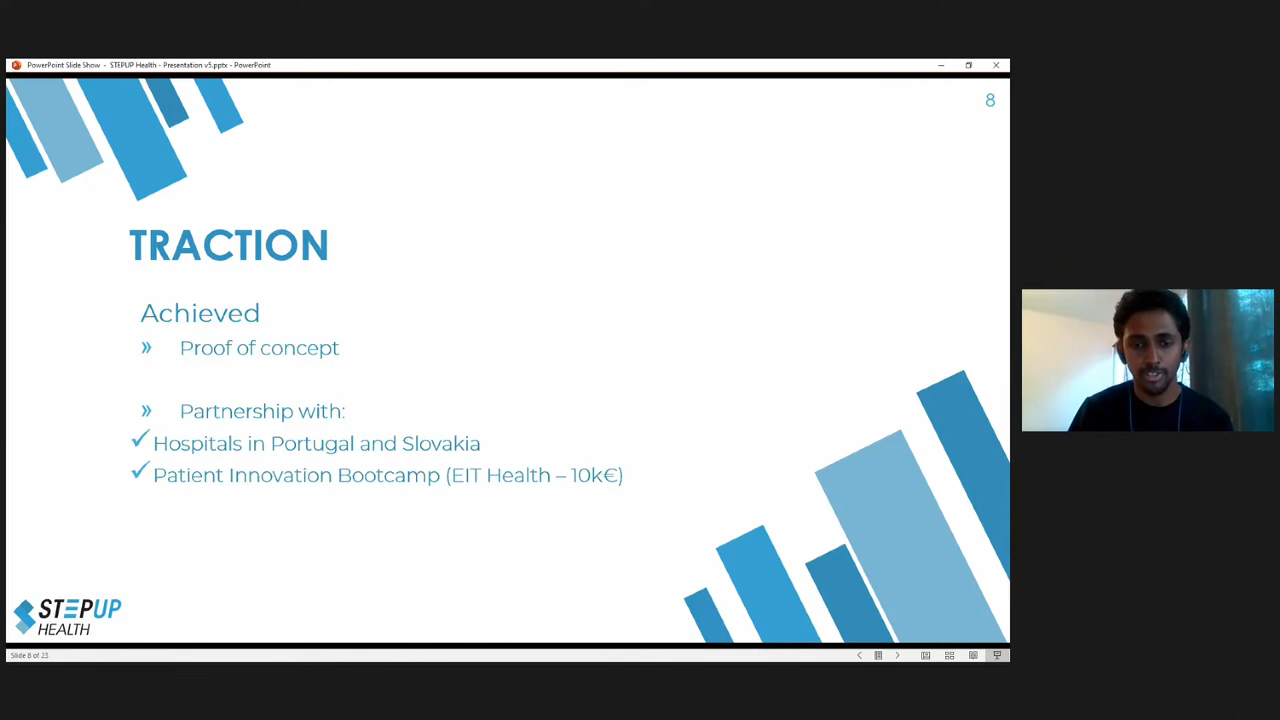 PowerPoint Slide Show - STEPUP Health - Presentation v5.pptx - PowerPoint
8
TRACTION
Achieved
» Proof of concept
» Partnership with:
✓ Hospitals in Portugal and Slovakia
✓ Patient Innovation Bootcamp (EIT Health – 10k€)
STEPUP
HEALTH
Slide 8 of 23